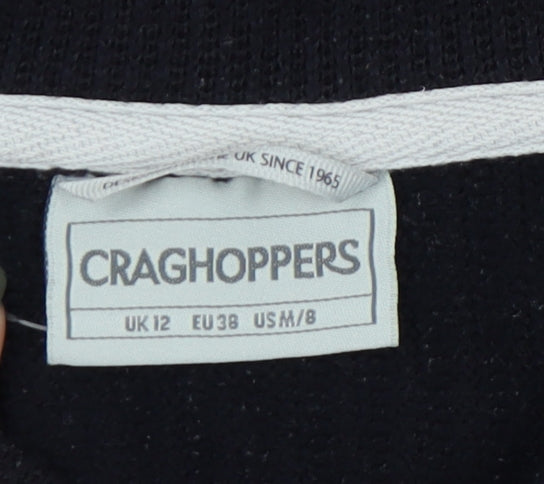 UK SINCE 1965
CRAGHOPPERS
UK 12 EU 38 US M/8